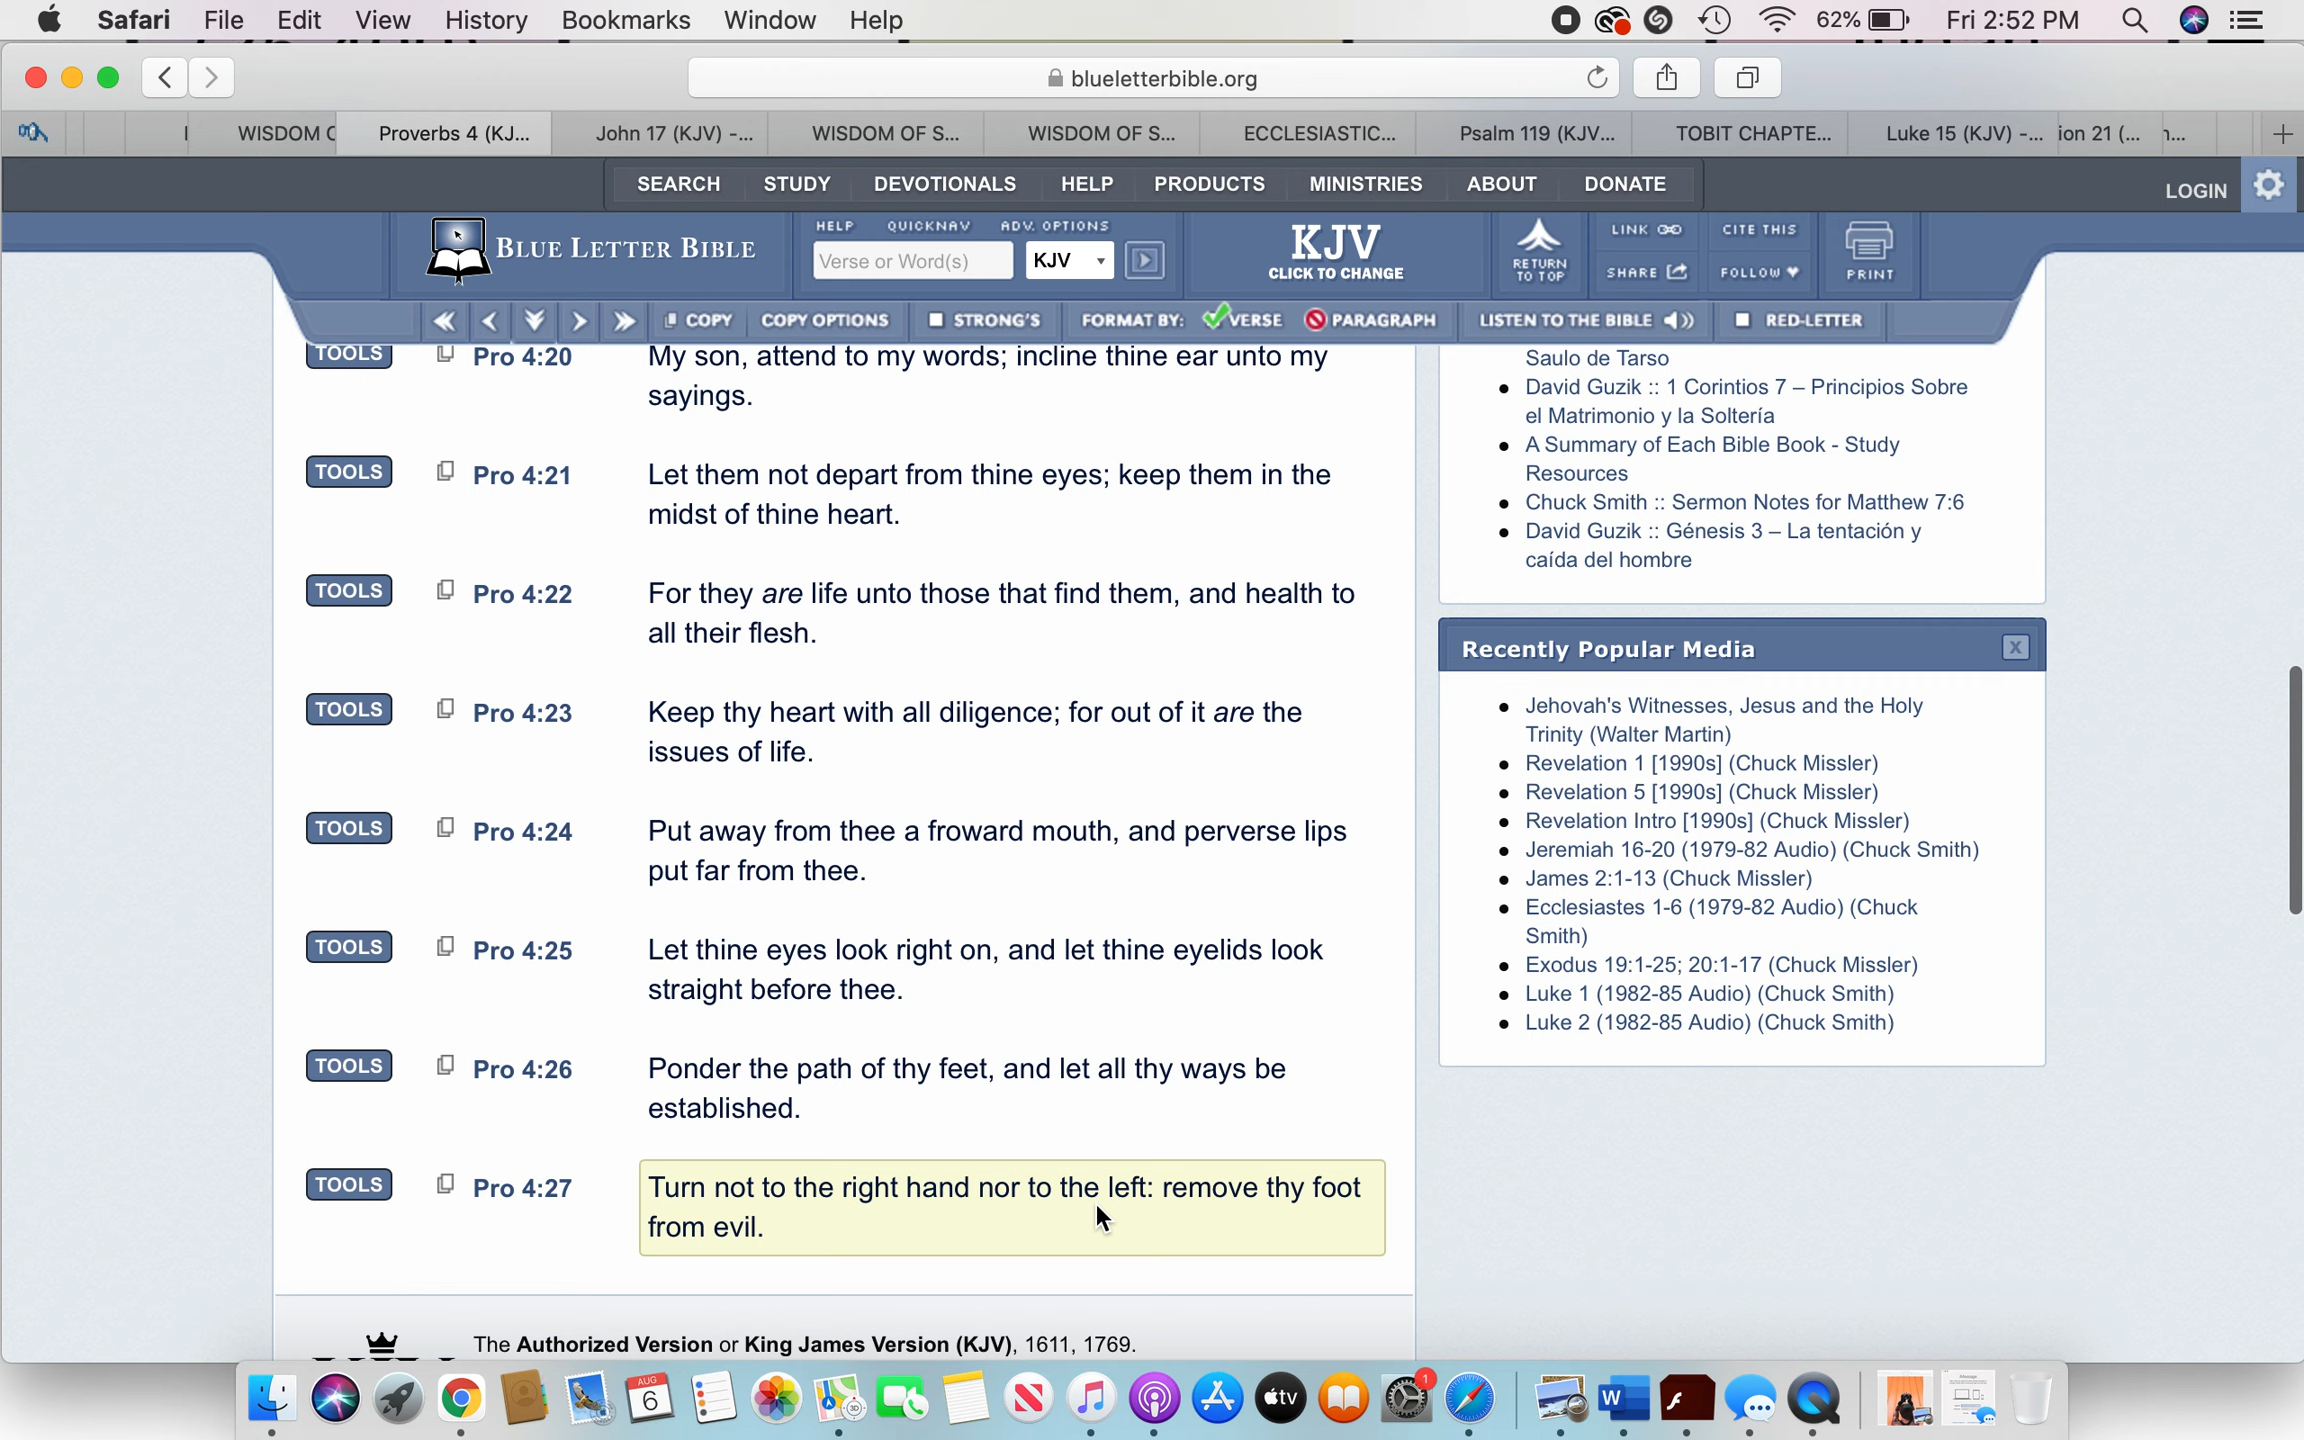 Safari File Edit View History Bookmarks Window Help 62% Fri 2:52 PM
blueletterbible.org
WISDOM O Proverbs 4 (KJ... John 17 (KJV) -... WISDOM OF S... WISDOM OF S... ECCLESIASTIC... Psalm 119 (KJV... TOBIT CHAPTE... Luke 15 (KJV) -... ion 21 (...
SEARCH STUDY DEVOTIONALS HELP PRODUCTS MINISTRIES ABOUT DONATE LOGIN
HELP QUICKNAV ADV. OPTIONS
BLUE LETTER BIBLE
Verse or Word(s) KJV
KJV
CLICK TO CHANGE
RETURN
TO TOP
LINK CITE THIS
SHARE FOLLOW
PRINT
COPY COPY OPTIONS STRONG'S FORMAT BY: VERSE PARAGRAPH LISTEN TO THE BIBLE RED-LETTER
TOOLS Pro 4:20 My son, attend to my words; incline thine ear unto my
sayings.
TOOLS Pro 4:21 Let them not depart from thine eyes; keep them in the
midst of thine heart.
TOOLS Pro 4:22 For they are life unto those that find them, and health to
all their flesh.
TOOLS Pro 4:23 Keep thy heart with all diligence; for out of it are the
issues of life.
TOOLS Pro 4:24 Put away from thee a froward mouth, and perverse lips
put far from thee.
TOOLS Pro 4:25 Let thine eyes look right on, and let thine eyelids look
straight before thee.
TOOLS Pro 4:26 Ponder the path of thy feet, and let all thy ways be
established.
TOOLS Pro 4:27 Turn not to the right hand nor to the left: remove thy foot
from evil.
The Authorized Version or King James Version (KJV), 1611, 1769.
Saulo de Tarso
David Guzik :: 1 Corintios 7 – Principios Sobre
el Matrimonio y la Soltería
A Summary of Each Bible Book - Study
Resources
Chuck Smith :: Sermon Notes for Matthew 7:6
David Guzik :: Génesis 3 – La tentación y
caída del hombre
Recently Popular Media x
Jehovah's Witnesses, Jesus and the Holy
Trinity (Walter Martin)
Revelation 1 [1990s] (Chuck Missler)
Revelation 5 [1990s] (Chuck Missler)
Revelation Intro [1990s] (Chuck Missler)
Jeremiah 16-20 (1979-82 Audio) (Chuck Smith)
James 2:1-13 (Chuck Missler)
Ecclesiastes 1-6 (1979-82 Audio) (Chuck
Smith)
Exodus 19:1-25; 20:1-17 (Chuck Missler)
Luke 1 (1982-85 Audio) (Chuck Smith)
Luke 2 (1982-85 Audio) (Chuck Smith)
AUG
6
3D
tv
1
W